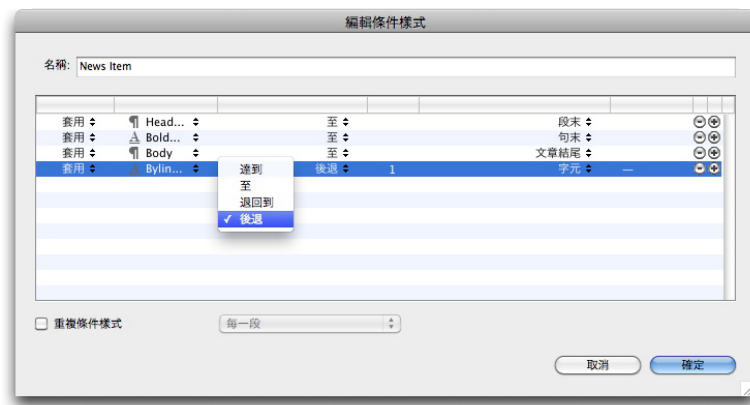 編輯條件樣式
名稱: News Item
套用 ¶ Head... 至 段末
套用 A Bold... 至 句末
套用 ¶ Body 至 文章結尾
套用 A Bylin... 後退 1 字元 —
達到
至
退回到
✓ 後退
重複條件樣式 每一段
取消 確定